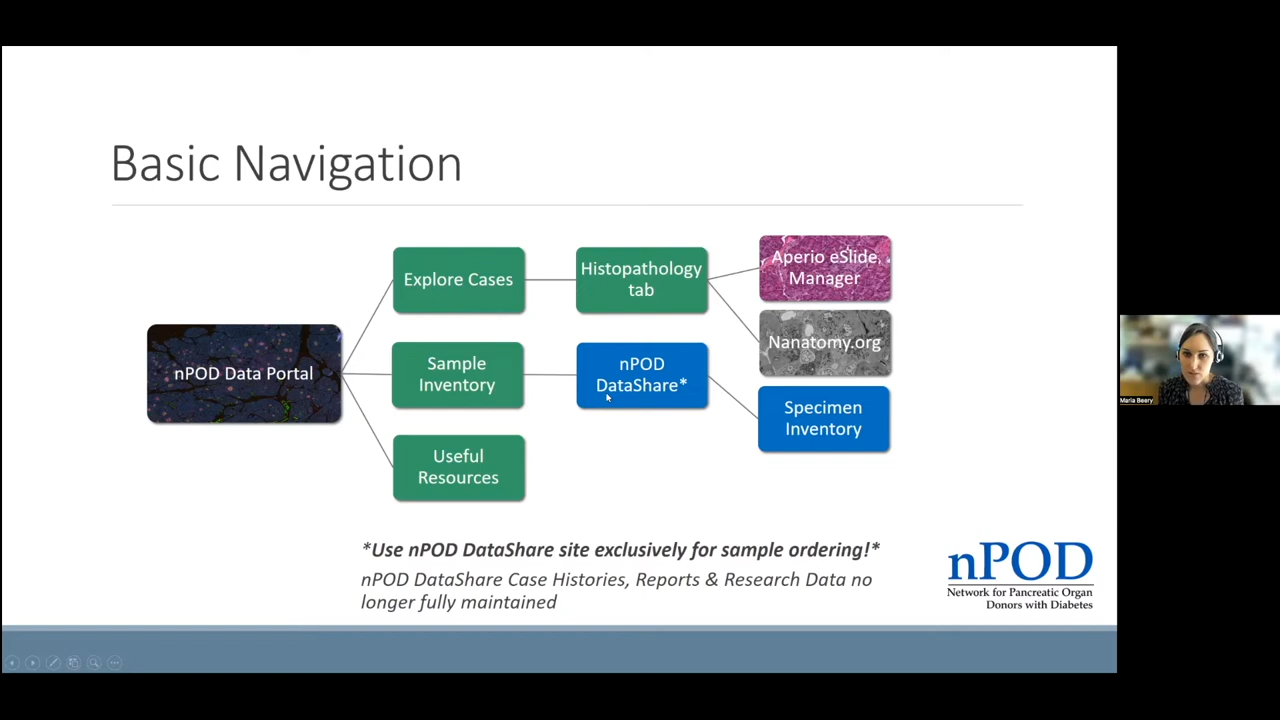 Basic Navigation
nPOD Data Portal
Explore Cases
Sample
Inventory
Useful
Resources
Histopathology
tab
nPOD
DataShare*
Aperio eSlide
Manager
Nanatomy.org
Specimen
Inventory
*Use nPOD DataShare site exclusively for sample ordering!*
nPOD DataShare Case Histories, Reports & Research Data no
longer fully maintained
nPOD
Network for Pancreatic Organ
Donors with Diabetes
Maria Beery